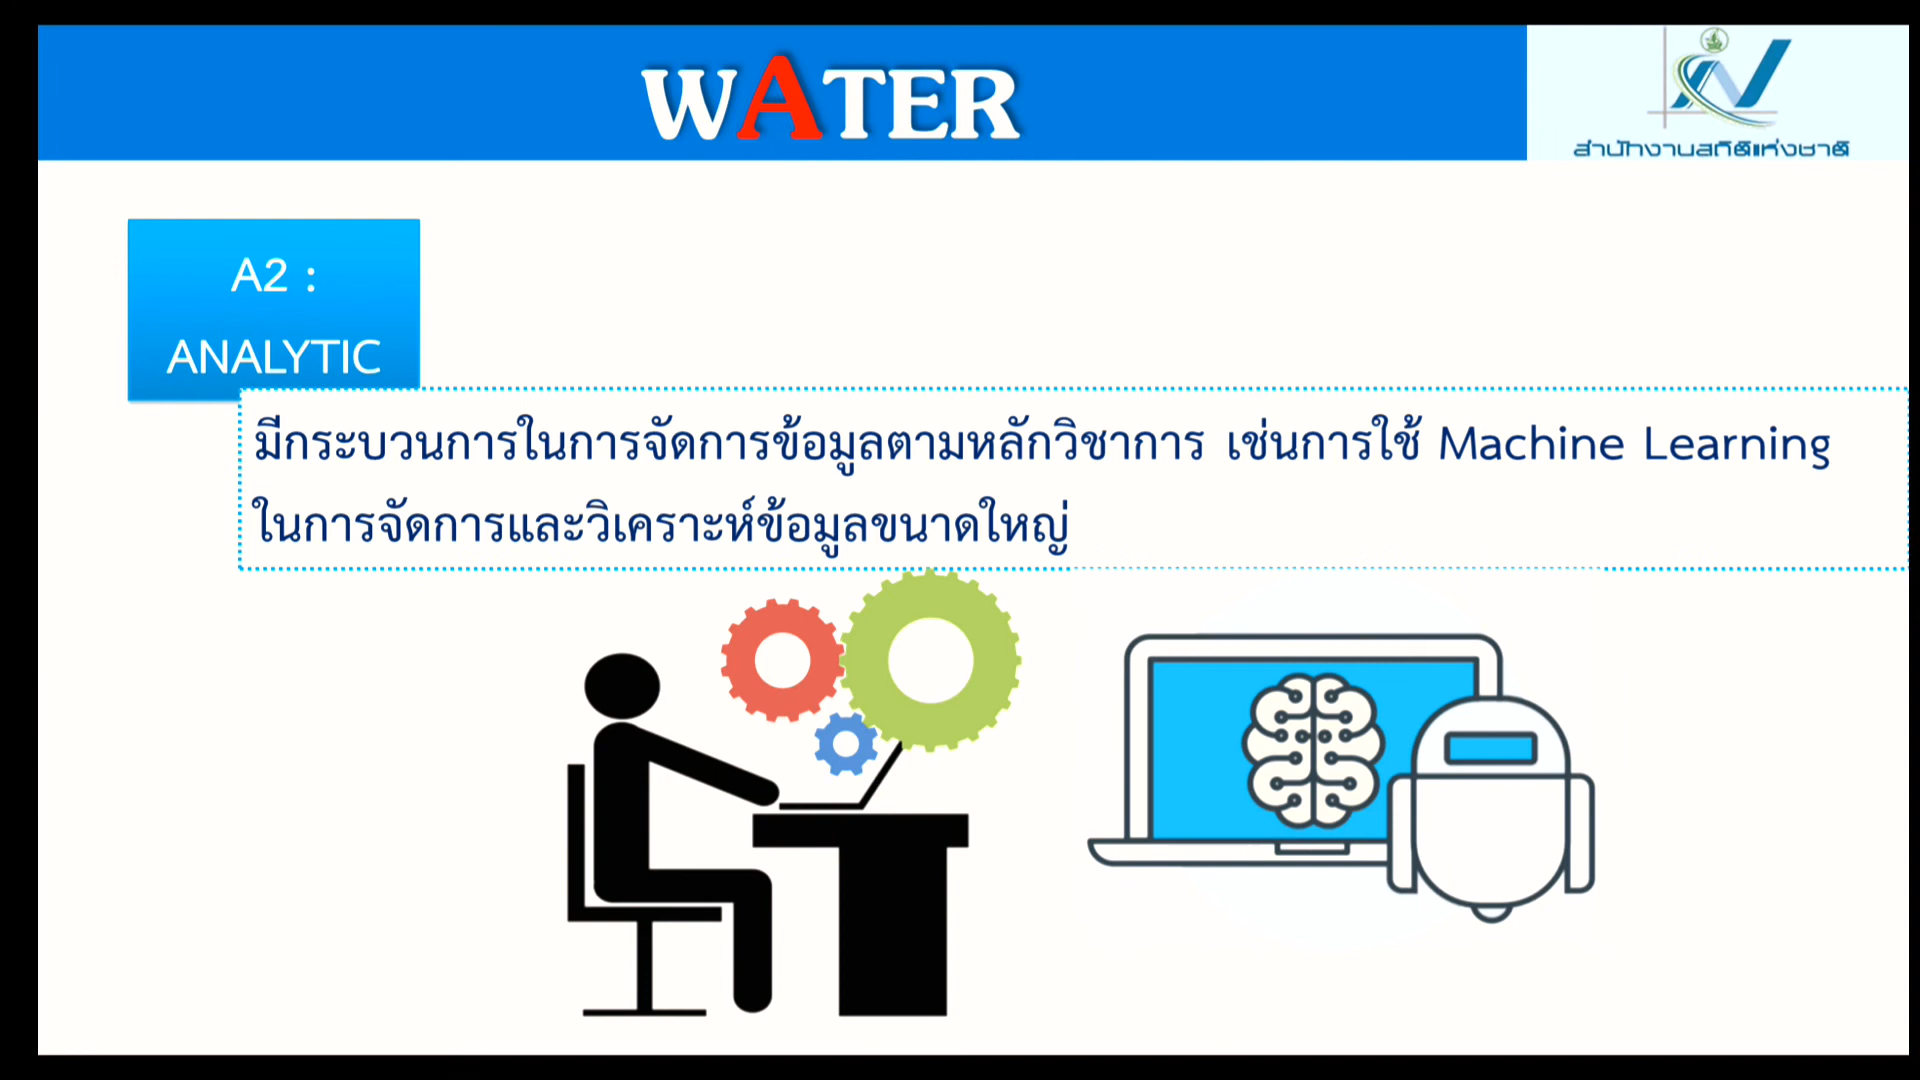 WATER
สำนักงานสถิติแห่งชาติ
A2 :
ANALYTIC
มีกระบวนการในการจัดการข้อมูลตามหลักวิชาการ เช่นการใช้ Machine Learning
ในการจัดการและวิเคราะห์ข้อมูลขนาดใหญ่